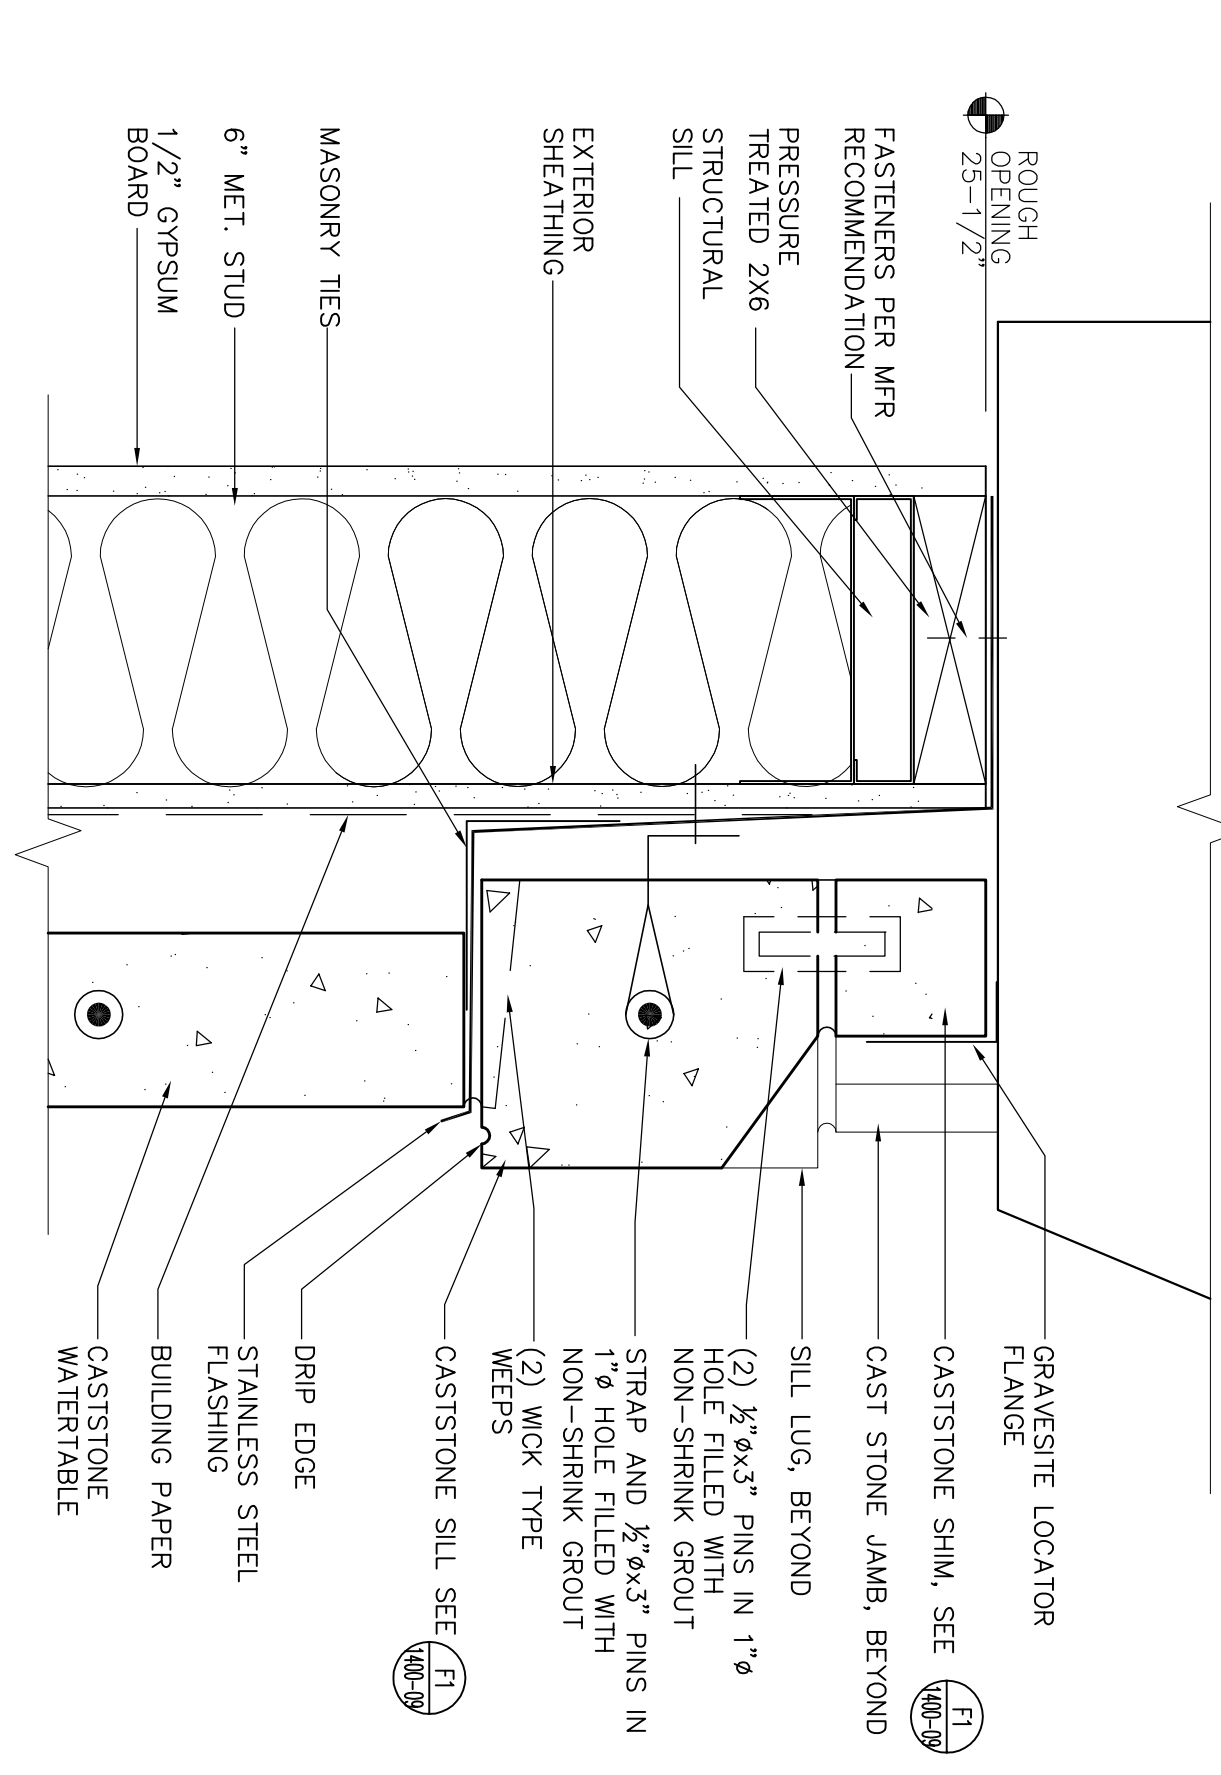 ROUGH
OPENING
25-1/2"
FASTENERS PER MFR
RECOMMENDATION
PRESSURE
TREATED 2X6
STRUCTURAL
SILL
EXTERIOR
SHEATHING
MASONRY TIES
6" MET. STUD
1/2" GYPSUM
BOARD
GRAVESITE LOCATOR
FLANGE
CASTSTONE SHIM, SEE
F1
1400-09
CAST STONE JAMB, BEYOND
SILL LUG, BEYOND
(2) ½"øx3" PINS IN 1"ø
HOLE FILLED WITH
NON-SHRINK GROUT
STRAP AND ½"øx3" PINS IN
1"ø HOLE FILLED WITH
NON-SHRINK GROUT
(2) WICK TYPE
WEEPS
CASTSTONE SILL SEE
F1
1400-09
DRIP EDGE
STAINLESS STEEL
FLASHING
BUILDING PAPER
CASTSTONE
WATERTABLE